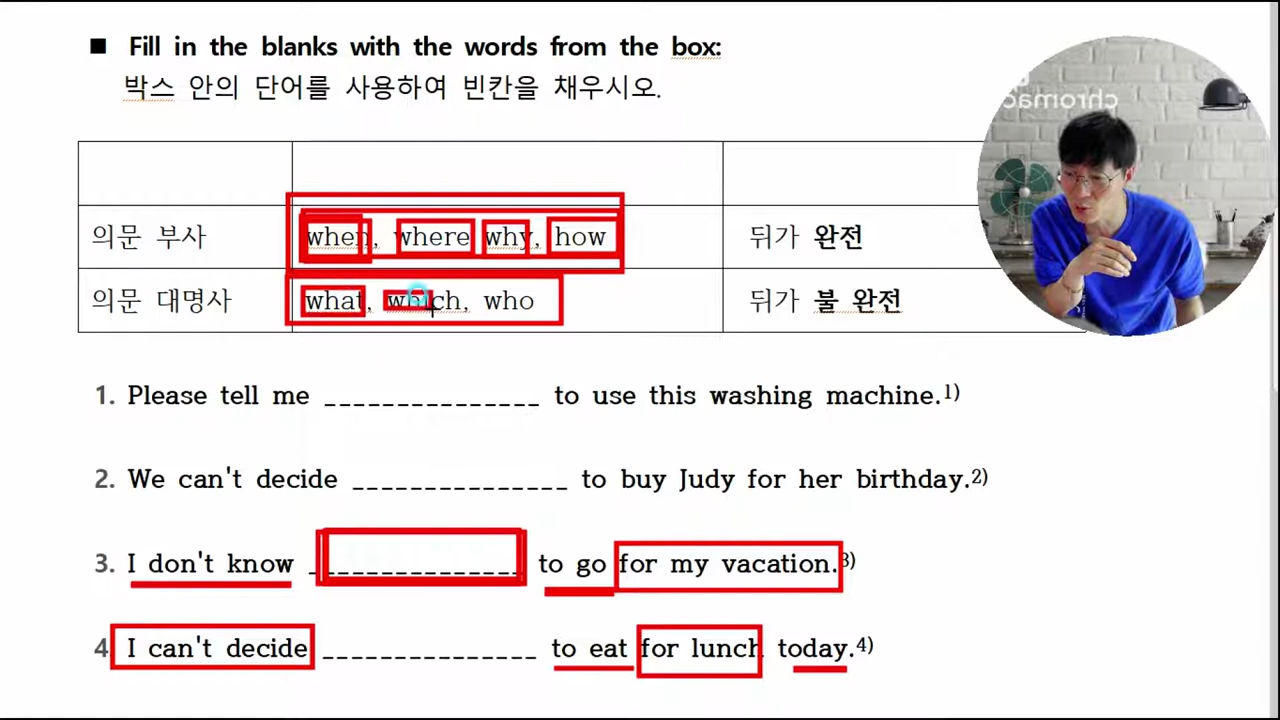 ■ Fill in the blanks with the words from the box:
박스 안의 단어를 사용하여 빈칸을 채우시오.
chromac
의문 부사 when, where why, how 뒤가 완전
의문 대명사 what, which, who 뒤가 불 완전
1. Please tell me _______________ to use this washing machine.1)
2. We can't decide _______________ to buy Judy for her birthday.2)
3. I don't know _______________ to go for my vacation.3)
4 I can't decide _______________ to eat for lunch today.4)